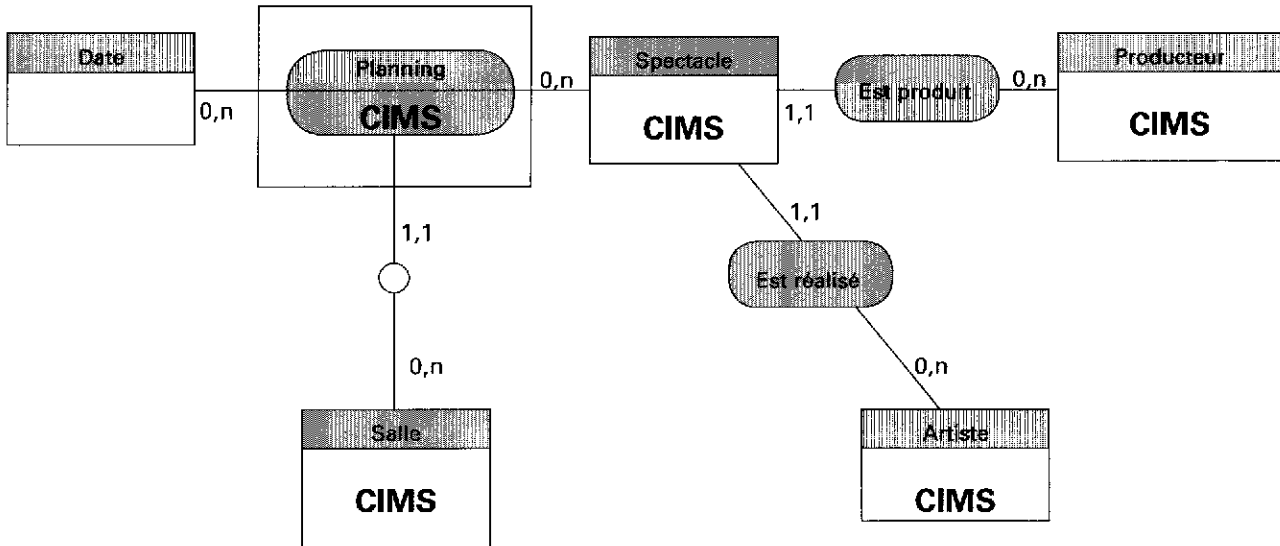 Date
0,n
Planning
CIMS
0,n
Spectacle
CIMS
1,1
Est produit
0,n
Producteur
CIMS
1,1
1,1
Est réalisé
0,n
0,n
Salle
CIMS
Artiste
CIMS